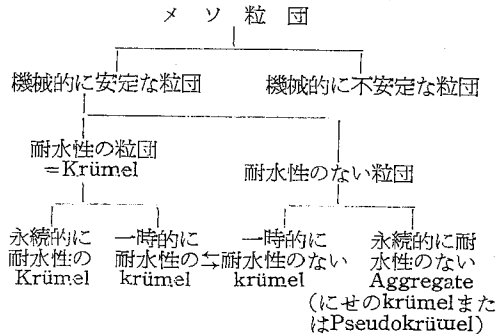 メソ粒団
機械的に安定な粒団 機械的に不安定な粒団
耐水性の粒団
=Krümel
耐水性のない粒団
永続的に 一時的に 一時的に 永続的に耐
耐水性の 耐水性の⇆耐水性のない 水性のない
Krümel krümel krümel Aggregate
(にせのkrümelまた
はPseudokrümel)